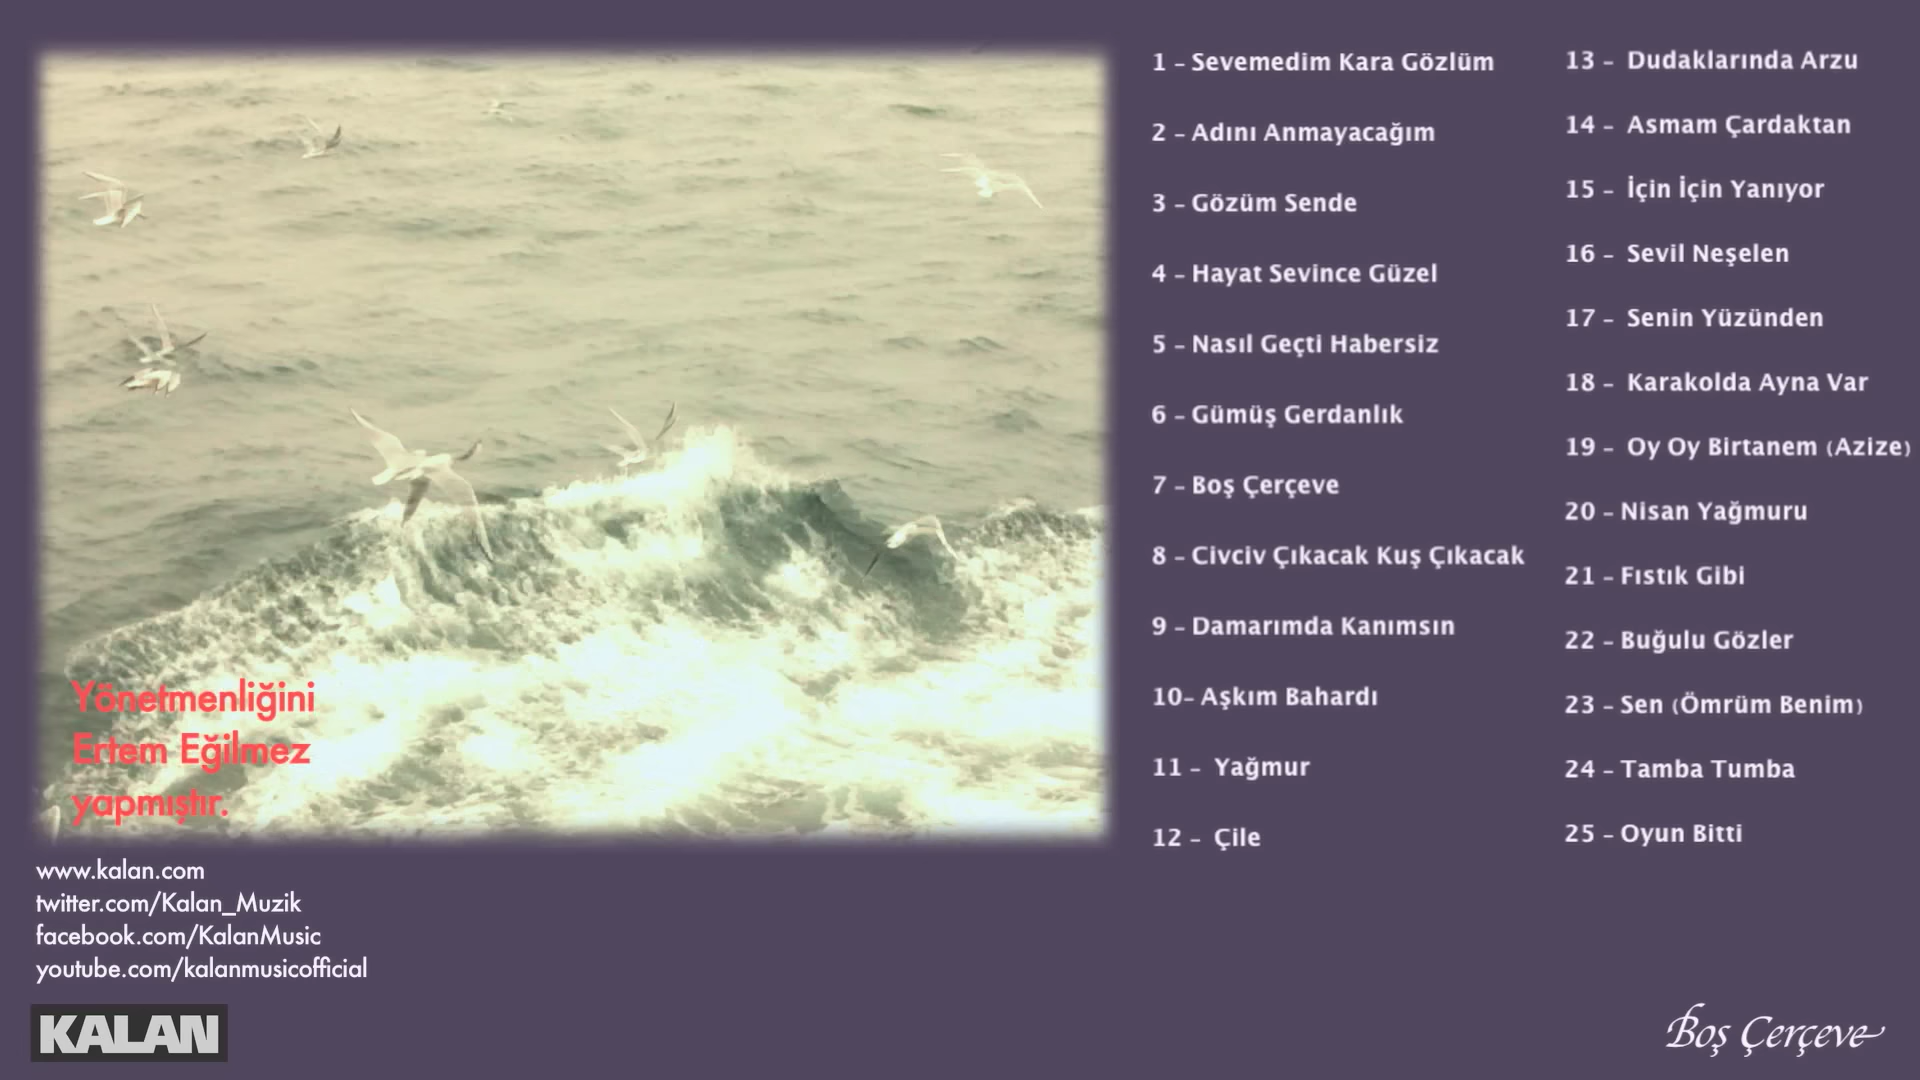 1 - Sevemedim Kara Gözlüm
2 - Adını Anmayacağım
3 - Gözüm Sende
4 - Hayat Sevince Güzel
5 - Nasıl Geçti Habersiz
6 - Gümüş Gerdanlık
7 - Boş Çerçeve
8 - Civciv Çıkacak Kuş Çıkacak
9 - Damarımda Kanımsın
10- Aşkım Bahardı
11 - Yağmur
12 - Çile
13 - Dudaklarında Arzu
14 - Asmam Çardaktan
15 - İçin İçin Yanıyor
16 - Sevil Neşelen
17 - Senin Yüzünden
18 - Karakolda Ayna Var
19 - Oy Oy Birtanem (Azize)
20 - Nisan Yağmuru
21 - Fıstık Gibi
22 - Buğulu Gözler
23 - Sen (Ömrüm Benim)
24 - Tamba Tumba
25 - Oyun Bitti
Yönetmenliğini
Ertem Eğilmez
yapmıştır.
www.kalan.com
twitter.com/Kalan_Muzik
facebook.com/KalanMusic
youtube.com/kalanmusicofficial
KALAN
Boş Çerçeve